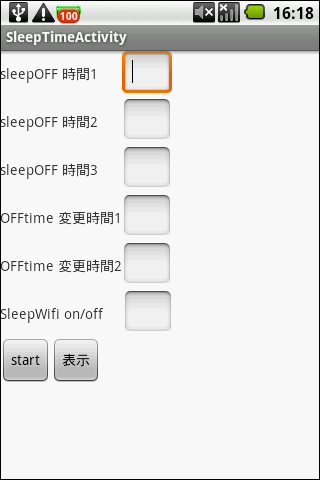 100
16:18
SleepTimeActivity
sleepOFF 時間1
sleepOFF 時間2
sleepOFF 時間3
OFFtime 変更時間1
OFFtime 変更時間2
SleepWifi on/off
start 表示